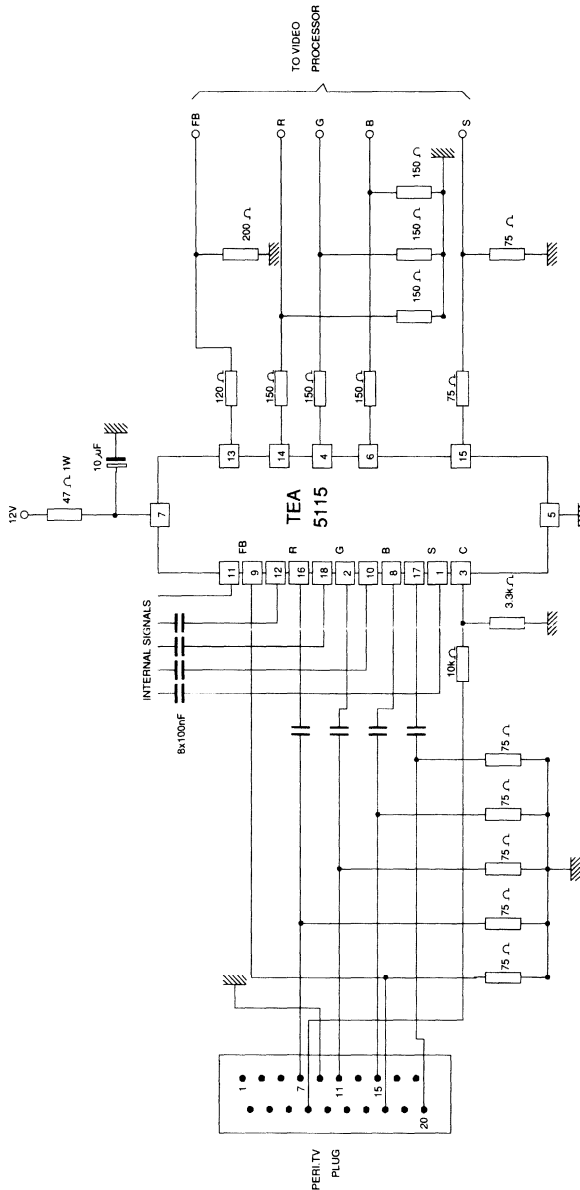 12V
47 Ω 1W
10 µF
7
TO VIDEO
PROCESSOR
FB
R
G
B
S
200 Ω
150 Ω
150 Ω
150 Ω
75 Ω
120 Ω
150 Ω
150 Ω
150 Ω
75 Ω
13
14
4
6
15
TEA
5115
5
INTERNAL SIGNALS
8x100nF
FB
R
G
B
S
C
11
9
12
16
18
2
10
8
17
1
3
3.3kΩ
10kΩ
75 Ω
75 Ω
75 Ω
75 Ω
75 Ω
1
7
11
15
20
PERI.TV
PLUG